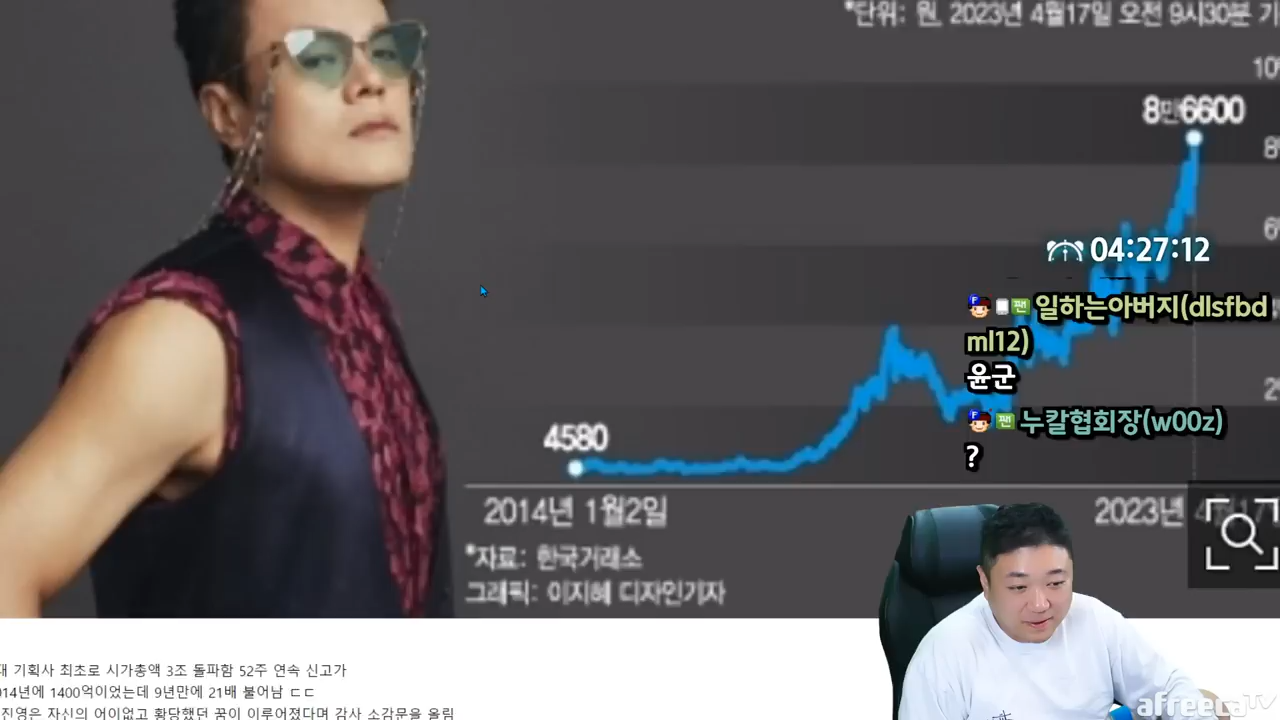 *단위: 원, 2023년 4월17일 오전 9시30분 기
10
8만6600
8
6
04:27:12
일하는아버지(dlsfbd
ml12)
윤군
2
누칼협회장(w00z)
?
4580
2014년 1월2일
2023년 4월17
*자료: 한국거래소
그래픽: 이지혜 디자인기자
대 기획사 최초로 시가총액 3조 돌파함 52주 연속 신고가
014년에 1400억이었는데 9년만에 21배 불어남 ㄷㄷ
진영은 자신의 어이없고 황당했던 꿈이 이루어졌다며 감사 소감문을 올림
afreecaTV